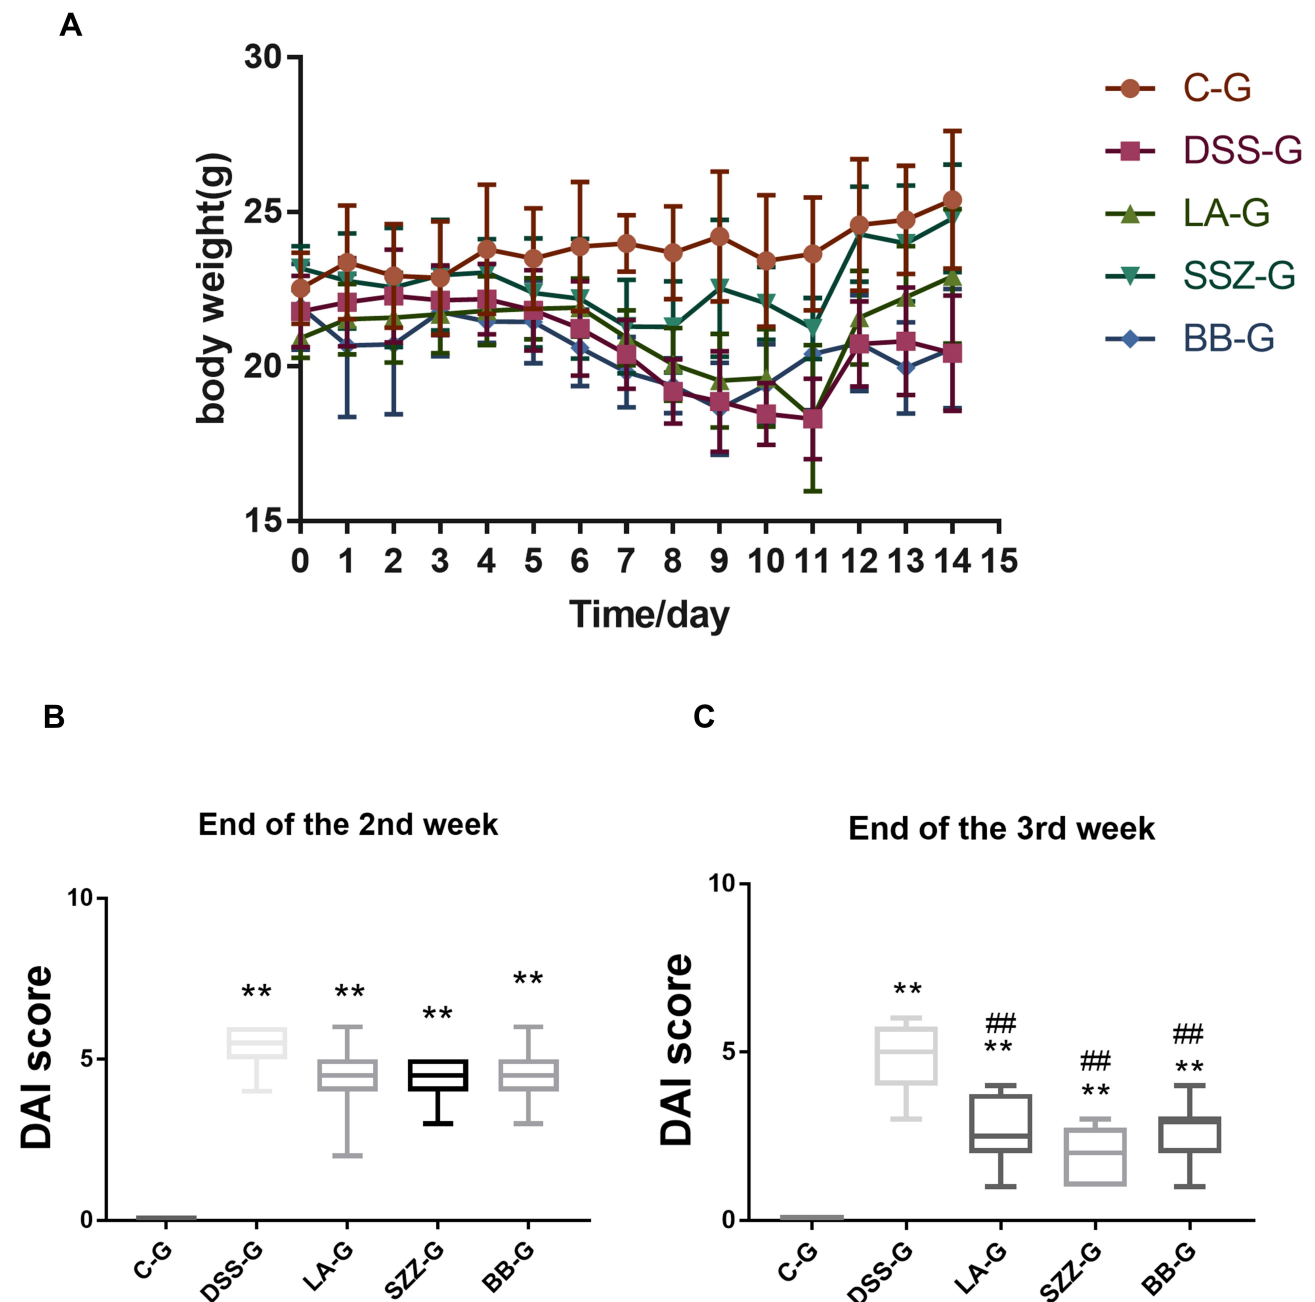 A
30
25
20
15
body weight(g)
0 1 2 3 4 5 6 7 8 9 10 11 12 13 14 15
Time/day
C-G
DSS-G
LA-G
SSZ-G
BB-G
B
End of the 2nd week
10
5
0
DAI score
** ** ** **
C-G DSS-G LA-G SZZ-G BB-G
C
End of the 3rd week
10
5
0
DAI score
**
##
**
##
**
##
**
C-G DSS-G LA-G SZZ-G BB-G